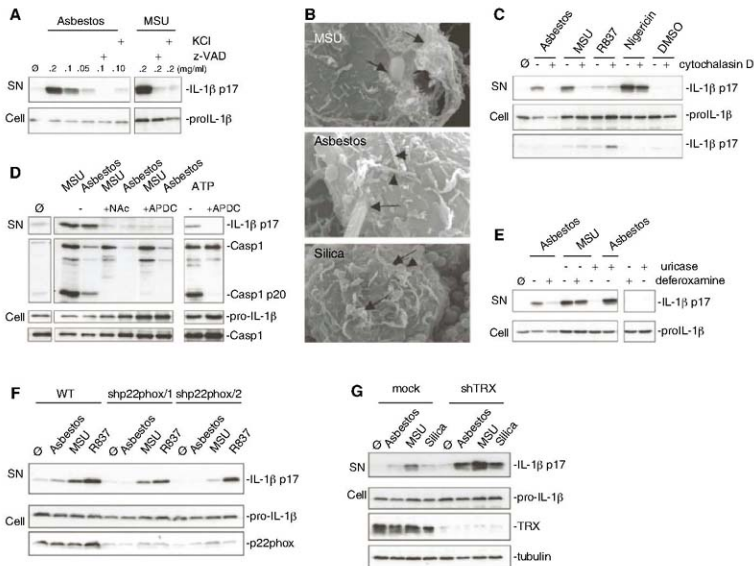 A
Asbestos MSU
+ + KCl
+ + z-VAD
Ø .2 .1 .05 .1 .10 .2 .2 .2 (mg/ml)
SN -IL-1β p17
Cell -proIL-1β
B
MSU
Asbestos
Silica
C
Asbestos MSU R837 Nigericin DMSO
Ø - + - + - + - + - + cytochalasin D
SN -IL-1β p17
Cell -proIL-1β
-IL-1β p17
D
MSU Asbestos MSU Asbestos MSU Asbestos ATP
Ø - +NAc +APDC - +APDC
SN -IL-1β p17
-Casp1
-Casp1 p20
Cell -pro-IL-1β
-Casp1
E
Asbestos MSU Asbestos
- - - - + + - + uricase
Ø - + - + - + deferoxamine
SN -IL-1β p17
Cell -proIL-1β
F
WT shp22phox/1 shp22phox/2
Ø Asbestos MSU R837 Ø Asbestos MSU R837 Ø Asbestos MSU R837
SN -IL-1β p17
Cell -pro-IL-1β
-p22phox
G
mock shTRX
Ø Asbestos MSU Silica Ø Asbestos MSU Silica
SN -IL-1β p17
Cell -pro-IL-1β
-TRX
-tubulin